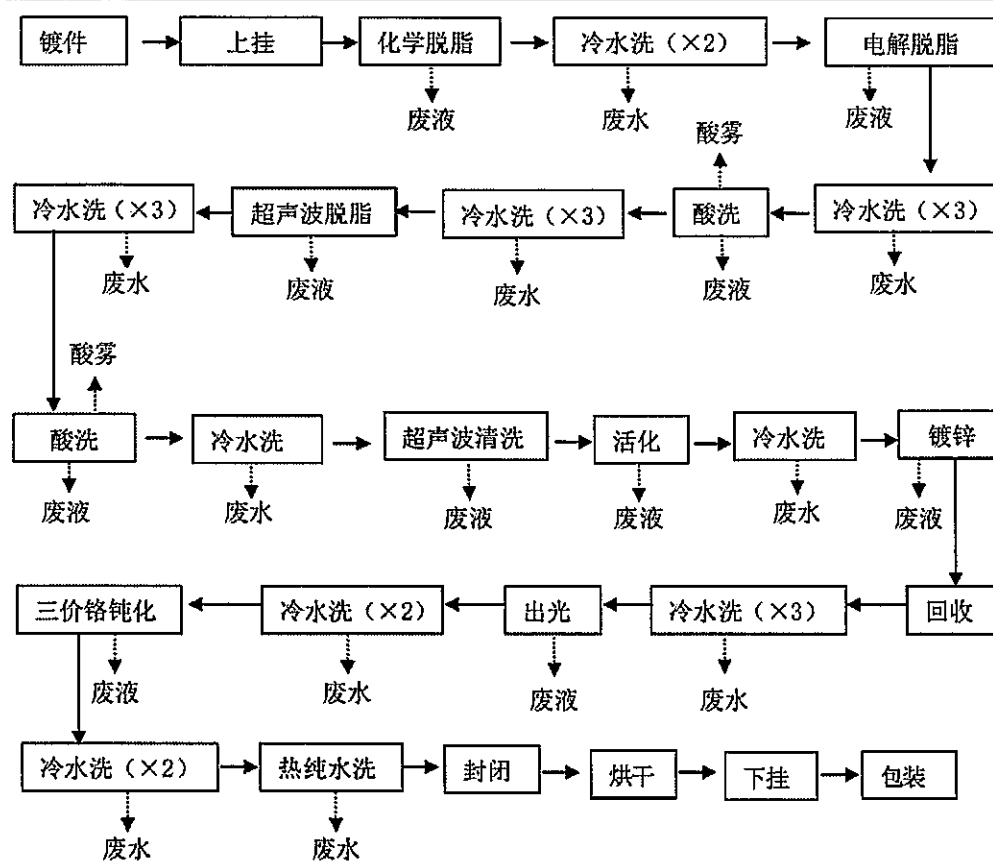 镀件 上挂 化学脱脂 冷水洗（×2） 电解脱脂
废液 废水 废液
酸雾
冷水洗（×3） 超声波脱脂 冷水洗（×3） 酸洗 冷水洗（×3）
废水 废液 废水 废液 废水
酸雾
酸洗 冷水洗 超声波清洗 活化 冷水洗 镀锌
废液 废水 废液 废液 废水 废液
三价铬钝化 冷水洗（×2） 出光 冷水洗（×3） 回收
废液 废水 废液 废水
冷水洗（×2） 热纯水洗 封闭 烘干 下挂 包装
废水 废水